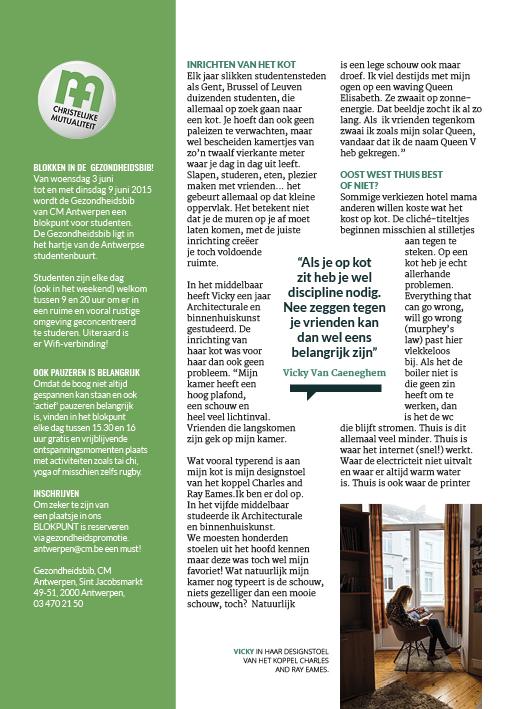 CHRISTELIJKE
MUTUALITEIT
BLOKKEN IN DE GEZONDHEIDSBIB!
Van woensdag 3 juni
tot en met dinsdag 9 juni 2015
wordt de Gezondheidsbib
van CM Antwerpen een
blokpunt voor studenten.
De Gezondheidsbib ligt in
het hartje van de Antwerpse
studentenbuurt.
Studenten zijn elke dag
(ook in het weekend) welkom
tussen 9 en 20 uur om er in
een ruime en vooral rustige
omgeving geconcentreerd
te studeren. Uiteraard is
er Wifi-verbinding!
OOK PAUZEREN IS BELANGRIJK
Omdat de boog niet altijd
gespannen kan staan en ook
'actief' pauzeren belangrijk
is, vinden in het blokpunt
elke dag tussen 15.30 en 16
uur gratis en vrijblijvende
ontspanningsmomenten plaats
met activiteiten zoals tai chi,
yoga of misschien zelfs rugby.
INSCHRIJVEN
Om zeker te zijn van
een plaatsje in ons
BLOKPUNT is reserveren
via gezondheidspromotie.
antwerpen@cm.be een must!
Gezondheidsbib, CM
Antwerpen, Sint Jacobsmarkt
49-51, 2000 Antwerpen,
03 470 21 50
INRICHTEN VAN HET KOT
Elk jaar slikken studentensteden
als Gent, Brussel of Leuven
duizenden studenten, die
allemaal op zoek gaan naar
een kot. Je hoeft dan ook geen
paleizen te verwachten, maar
wel bescheiden kamertjes van
zo'n twaalf vierkante meter
waar je dag in dag uit leeft.
Slapen, studeren, eten, plezier
maken met vrienden... het
gebeurt allemaal op dat kleine
oppervlak. Het betekent niet
dat je de muren op je af moet
laten komen, met de juiste
inrichting creëer
je toch voldoende
ruimte.
In het middelbaar
heeft Vicky een jaar
Architecturale en
binnenhuiskunst
gestudeerd. De
inrichting van
haar kot was voor
haar dan ook geen
probleem. “Mijn
kamer heeft een
hoog plafond,
een schouw en
heel veel lichtinval.
Vrienden die langskomen
zijn gek op mijn kamer.
Wat vooral typerend is aan
mijn kot is mijn designstoel
van het koppel Charles and
Ray Eames.Ik ben er dol op.
In het vijfde middelbaar
studeerde ik Architecturale
en binnenhuiskunst.
We moesten honderden
stoelen uit het hoofd kennen
maar deze was toch wel mijn
favoriet! Wat natuurlijk mijn
kamer nog typeert is de schouw,
niets gezelliger dan een mooie
schouw, toch? Natuurlijk
“Als je op kot
zit heb je wel
discipline nodig.
Nee zeggen tegen
je vrienden kan
dan wel eens
belangrijk zijn”
Vicky Van Caeneghem
is een lege schouw ook maar
droef. Ik viel destijds met mijn
ogen op een waving Queen
Elisabeth. Ze zwaait op zonne-
energie. Dat beeldje zocht ik al zo
lang. Als ik vrienden tegenkom
zwaai ik zoals mijn solar Queen,
vandaar dat ik de naam Queen V
heb gekregen.”
OOST WEST THUIS BEST
OF NIET?
Sommige verkiezen hotel mama
anderen willen koste wat het
kost op kot. De cliché-titeltjes
beginnen misschien al stilletjes
aan tegen te
steken. Op een
kot heb je echt
allerhande
problemen.
Everything that
can go wrong,
will go wrong
(murphey's
law) past hier
vlekkeloos
bij. Als het de
boiler niet is
die geen zin
heeft om te
werken, dan
is het de wc
die blijft stromen. Thuis is dit
allemaal veel minder. Thuis is
waar het internet (snel!) werkt.
Waar de electriceit niet uitvalt
en waar er altijd warm water
is. Thuis is ook waar de printer
VICKY IN HAAR DESIGNSTOEL
VAN HET KOPPEL CHARLES
AND RAY EAMES.